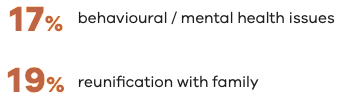 17% behavioural / mental health issues
19% reunification with family